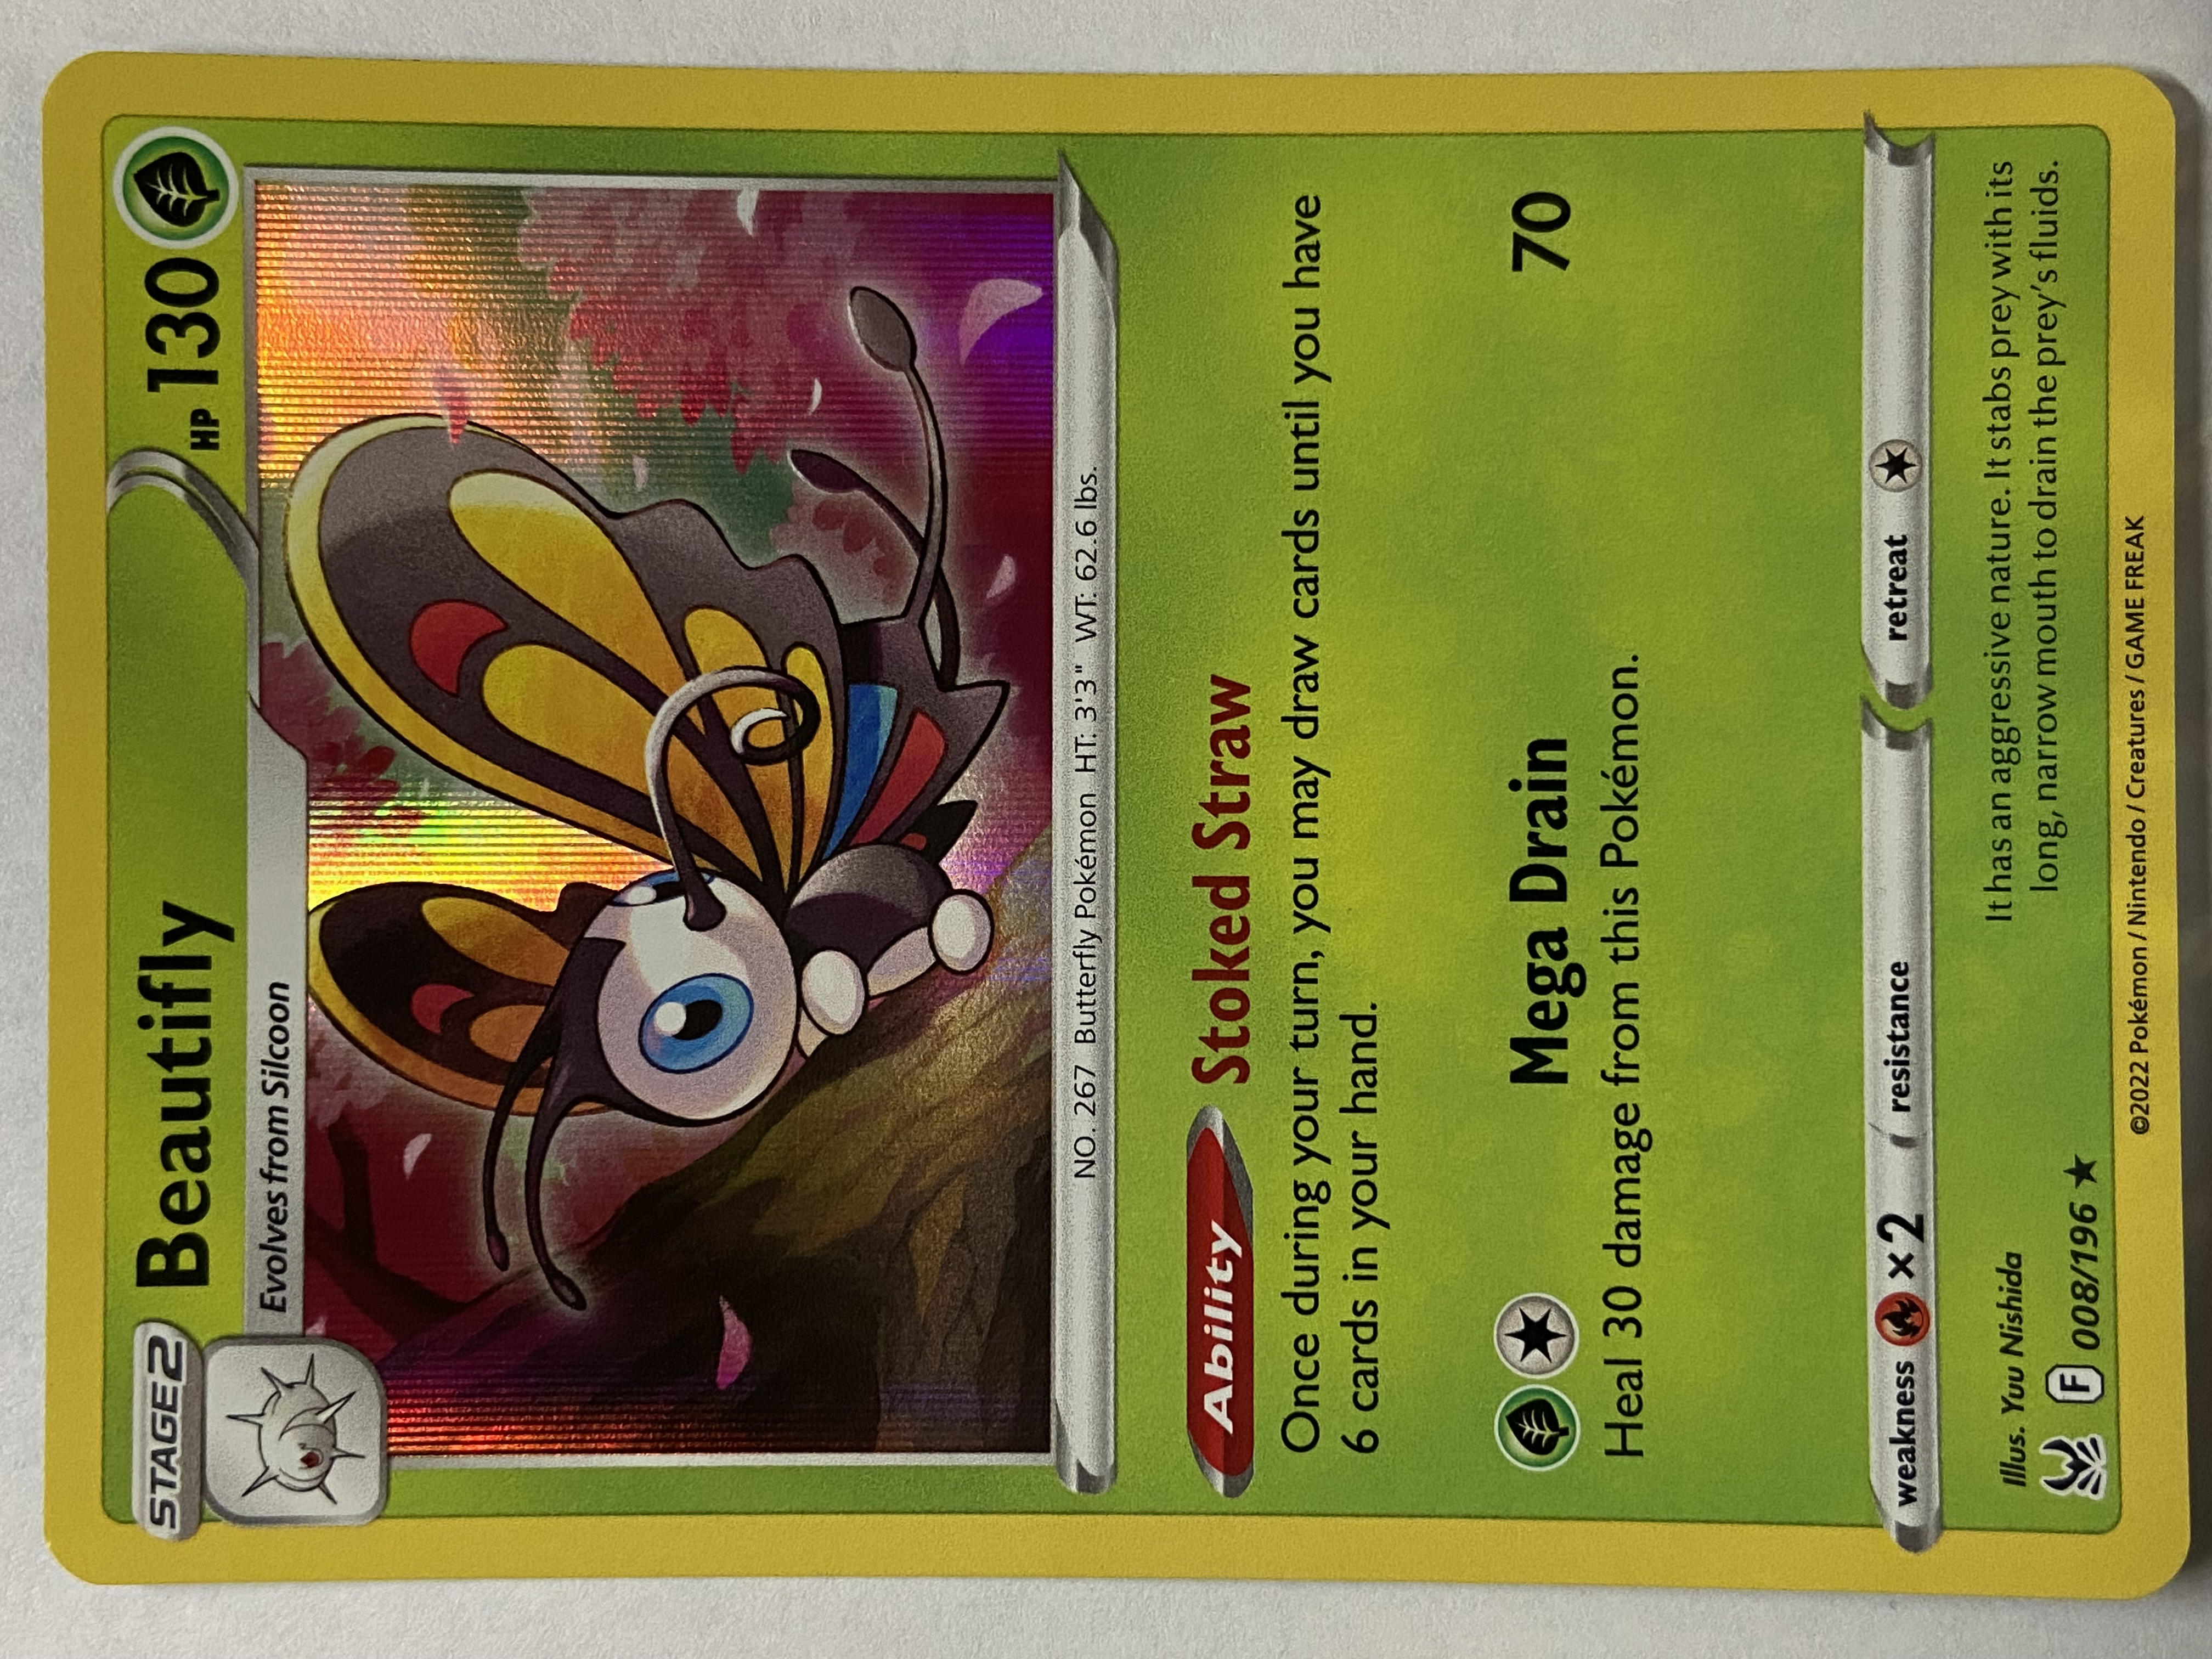 STAGE 2
Beautifly
HP 130
Evolves from Silcoon
NO. 267 Butterfly Pokémon HT: 3'3" WT: 62.6 lbs.
Ability Stoked Straw
Once during your turn, you may draw cards until you have
6 cards in your hand.
Mega Drain 70
Heal 30 damage from this Pokémon.
weakness ×2 resistance retreat
Illus. Yuu Nishida
It has an aggressive nature. It stabs prey with its
long, narrow mouth to drain the prey's fluids.
F 008/196 ★
©2022 Pokémon / Nintendo / Creatures / GAME FREAK